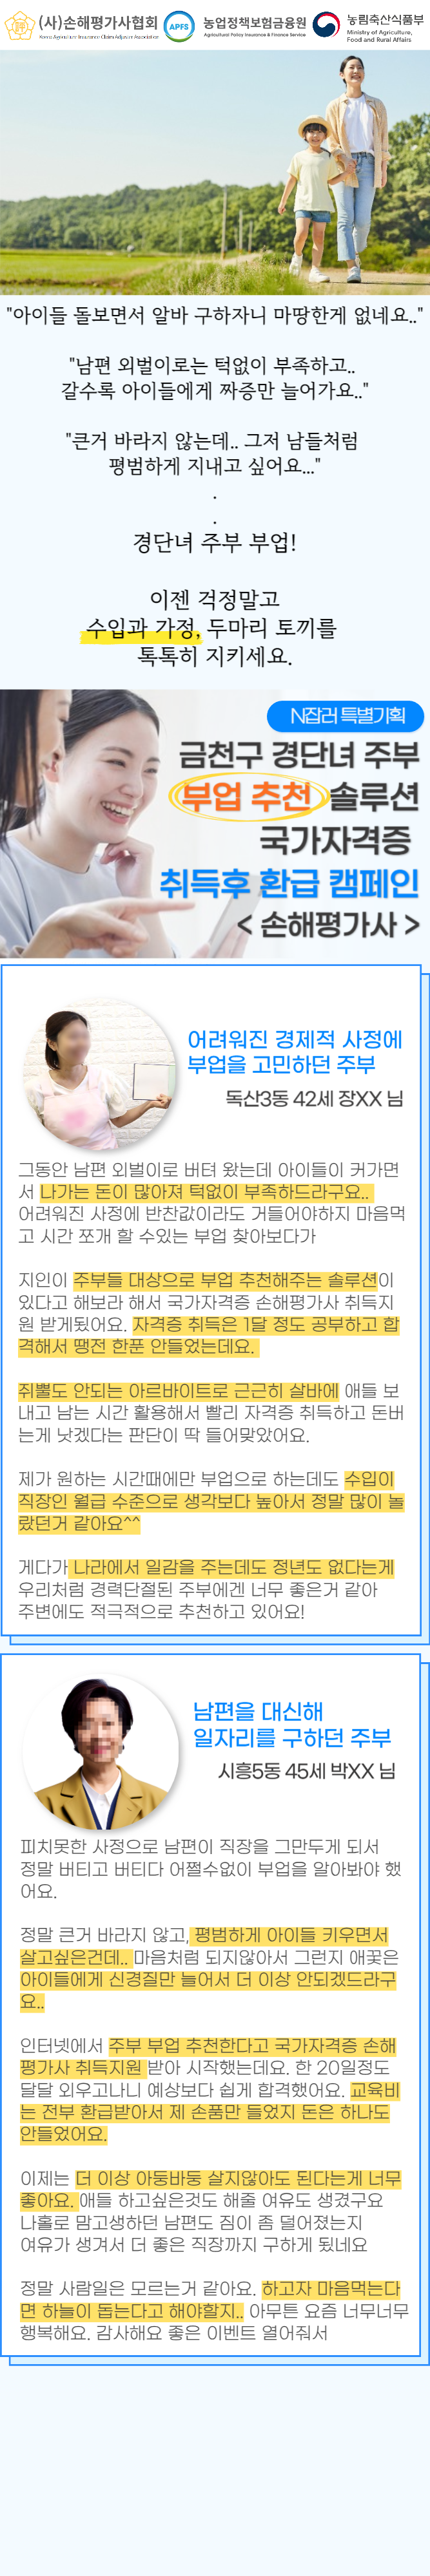 (사)손해평가사협회
Korea Agriculture Insurance Claim Adjuster Association
APFS
농업정책보험금융원
Agricultural Policy Insurance & Finance Service
농림축산식품부
Ministry of Agriculture,
Food and Rural Affairs
"아이들 돌보면서 알바 구하자니 마땅한게 없네요.."
"남편 외벌이로는 턱없이 부족하고..
갈수록 아이들에게 짜증만 늘어가요.."
"큰거 바라지 않는데.. 그저 남들처럼
평범하게 지내고 싶어요..."
.
.
경단녀 주부 부업!
이젠 걱정말고
수입과 가정, 두마리 토끼를
톡톡히 지키세요.
N잡러 특별기획
금천구 경단녀 주부
부업 추천 솔루션
국가자격증
취득후 환급 캠페인
< 손해평가사 >
어려워진 경제적 사정에
부업을 고민하던 주부
독산3동 42세 장XX 님
그동안 남편 외벌이로 버텨 왔는데 아이들이 커가면
서 나가는 돈이 많아져 턱없이 부족하드라구요..
어려워진 사정에 반찬값이라도 거들어야하지 마음먹
고 시간 쪼개 할 수있는 부업 찾아보다가
지인이 주부들 대상으로 부업 추천해주는 솔루션이
있다고 해보라 해서 국가자격증 손해평가사 취득지
원 받게됬어요. 자격증 취득은 1달 정도 공부하고 합
격해서 땡전 한푼 안들었는데요.
쥐뿔도 안되는 아르바이트로 근근히 살바에 애들 보
내고 남는 시간 활용해서 빨리 자격증 취득하고 돈버
는게 낫겠다는 판단이 딱 들어맞았어요.
제가 원하는 시간때에만 부업으로 하는데도 수입이
직장인 월급 수준으로 생각보다 높아서 정말 많이 놀
랐던거 같아요^^
게다가 나라에서 일감을 주는데도 정년도 없다는게
우리처럼 경력단절된 주부에겐 너무 좋은거 같아
주변에도 적극적으로 추천하고 있어요!
남편을 대신해
일자리를 구하던 주부
시흥5동 45세 박XX 님
피치못한 사정으로 남편이 직장을 그만두게 되서
정말 버티고 버티다 어쩔수없이 부업을 알아봐야 했
어요.
정말 큰거 바라지 않고, 평범하게 아이들 키우면서
살고싶은건데.. 마음처럼 되지않아서 그런지 애꿎은
아이들에게 신경질만 늘어서 더 이상 안되겠드라구
요..
인터넷에서 주부 부업 추천한다고 국가자격증 손해
평가사 취득지원 받아 시작했는데요. 한 20일정도
달달 외우고나니 예상보다 쉽게 합격했어요. 교육비
는 전부 환급받아서 제 손품만 들었지 돈은 하나도
안들었어요.
이제는 더 이상 아둥바둥 살지않아도 된다는게 너무
좋아요. 애들 하고싶은것도 해줄 여유도 생겼구요
나홀로 맘고생하던 남편도 짐이 좀 덜어졌는지
여유가 생겨서 더 좋은 직장까지 구하게 됬네요
정말 사람일은 모르는거 같아요. 하고자 마음먹는다
면 하늘이 돕는다고 해야할지.. 아무튼 요즘 너무너무
행복해요. 감사해요 좋은 이벤트 열어줘서